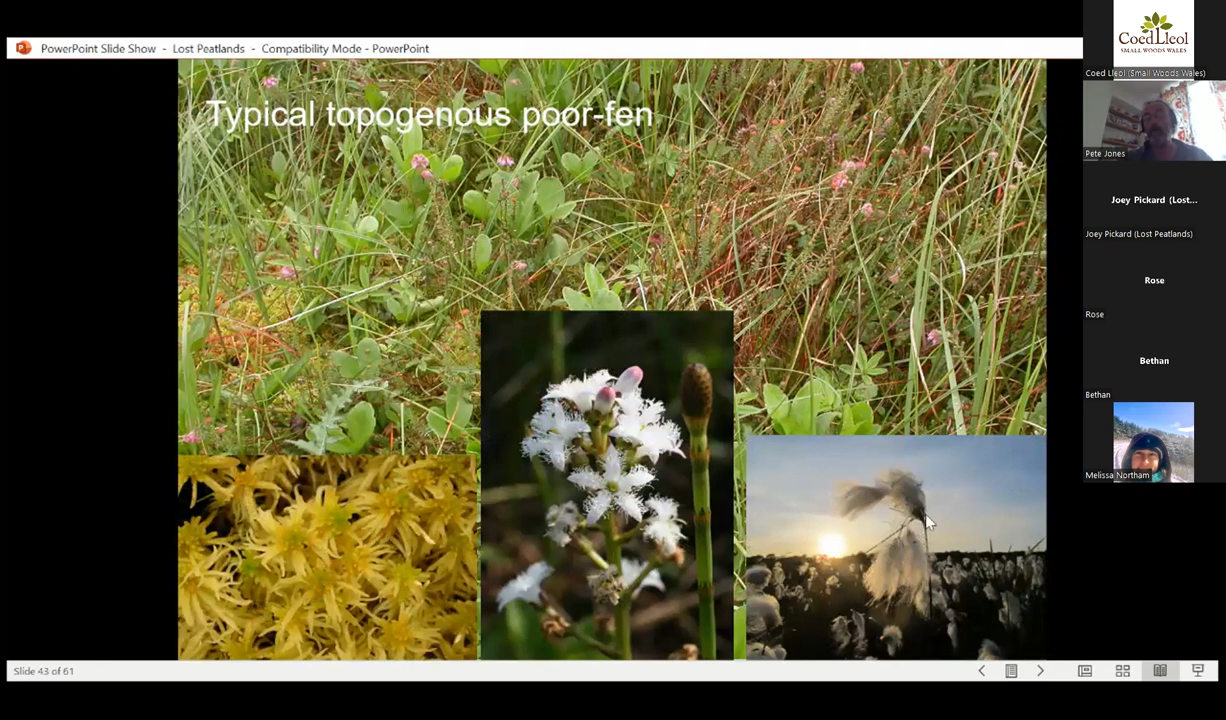 PowerPoint Slide Show - Lost Peatlands - Compatibility Mode - PowerPoint
Typical topogenous poor-fen
Slide 43 of 61
Coed Lleol
SMALL WOODS WALES
Coed Lleol (Small Woods Wales)
Pete Jones
Joey Pickard (Lost...
Joey Pickard (Lost Peatlands)
Rose
Rose
Bethan
Bethan
Melissa Northam